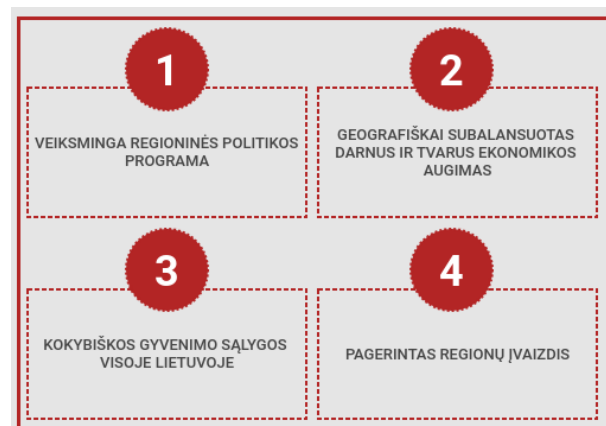 1
VEIKSMINGA REGIONINĖS POLITIKOS
PROGRAMA
2
GEOGRAFIŠKAI SUBALANSUOTAS
DARNUS IR TVARUS EKONOMIKOS
AUGIMAS
3
KOKYBIŠKOS GYVENIMO SĄLYGOS
VISOJE LIETUVOJE
4
PAGERINTAS REGIONŲ ĮVAIZDIS